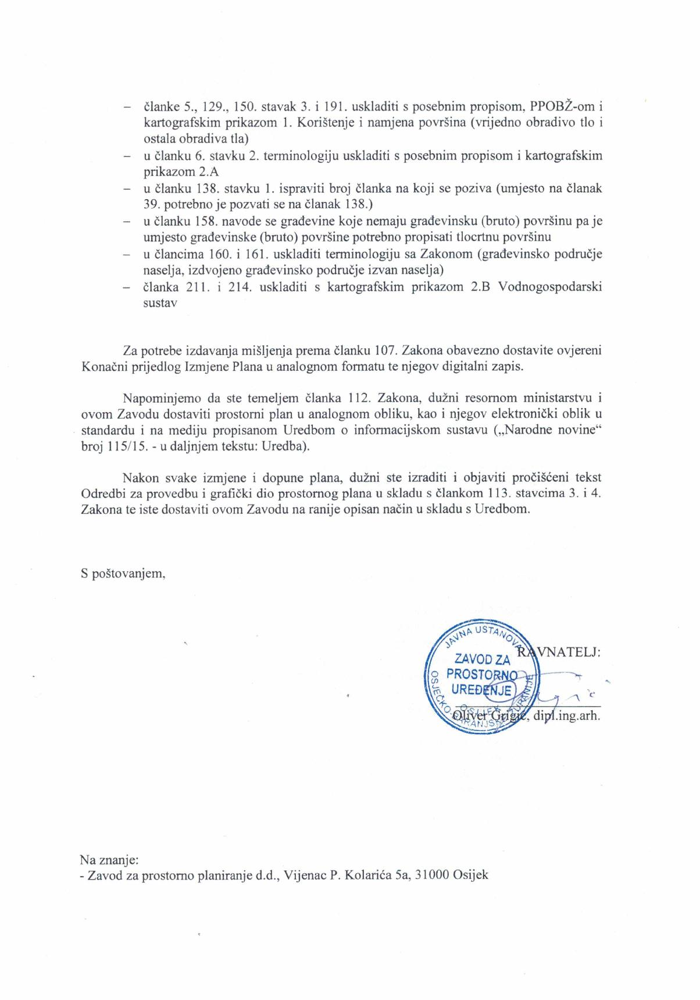 – članke 5., 129., 150. stavak 3. i 191. uskladiti s posebnim propisom, PPOBŽ-om i
kartografskim prikazom 1. Korištenje i namjena površina (vrijedno obradivo tlo i
ostala obradiva tla)
– u članku 6. stavku 2. terminologiju uskladiti s posebnim propisom i kartografskim
prikazom 2.A
– u članku 138. stavku 1. ispraviti broj članka na koji se poziva (umjesto na članak
39. potrebno je pozvati se na članak 138.)
– u članku 158. navode se građevine koje nemaju građevinsku (bruto) površinu pa je
umjesto građevinske (bruto) površine potrebno propisati tlocrtnu površinu
– u člancima 160. i 161. uskladiti terminologiju sa Zakonom (građevinsko područje
naselja, izdvojeno građevinsko područje izvan naselja)
– članka 211. i 214. uskladiti s kartografskim prikazom 2.B Vodnogospodarski
sustav
Za potrebe izdavanja mišljenja prema članku 107. Zakona obavezno dostavite ovjereni
Konačni prijedlog Izmjene Plana u analognom formatu te njegov digitalni zapis.
Napominjemo da ste temeljem članka 112. Zakona, dužni resornom ministarstvu i
ovom Zavodu dostaviti prostorni plan u analognom obliku, kao i njegov elektronički oblik u
standardu i na mediju propisanom Uredbom o informacijskom sustavu („Narodne novine“
broj 115/15. - u daljnjem tekstu: Uredba).
Nakon svake izmjene i dopune plana, dužni ste izraditi i objaviti pročišćeni tekst
Odredbi za provedbu i grafički dio prostornog plana u skladu s člankom 113. stavcima 3. i 4.
Zakona te iste dostaviti ovom Zavodu na ranije opisan način u skladu s Uredbom.
S poštovanjem,
RAVNATELJ:
JAVNA USTANOVA
ZAVOD ZA
PROSTORNO
UREĐENJE
OSIJEK
OSJEČKO-BARANJSKE ŽUPANIJE
Oliver Grigić, dipl.ing.arh.
Na znanje:
- Zavod za prostorno planiranje d.d., Vijenac P. Kolarića 5a, 31000 Osijek